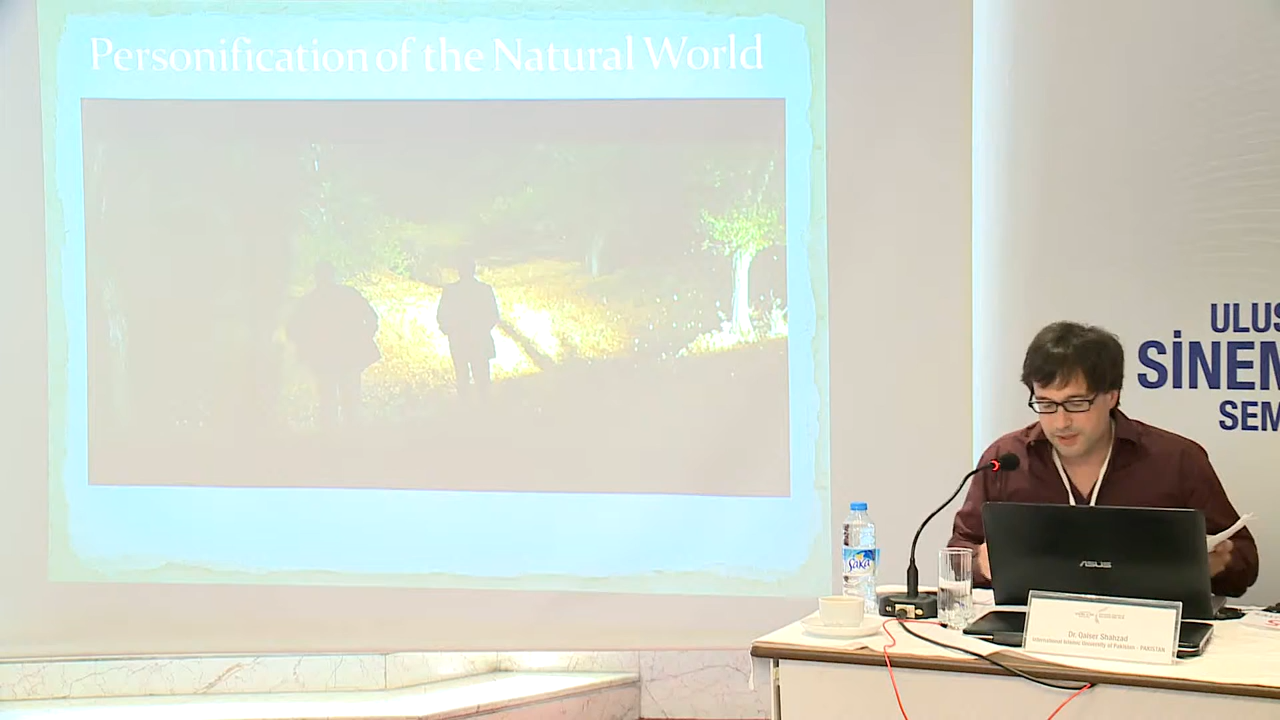 Personification of the Natural World
ULUS
SİNEM
SEM
Saka
ASUS
Dr. Qaiser Shahzad
International Islamic University of Pakistan - PAKISTAN